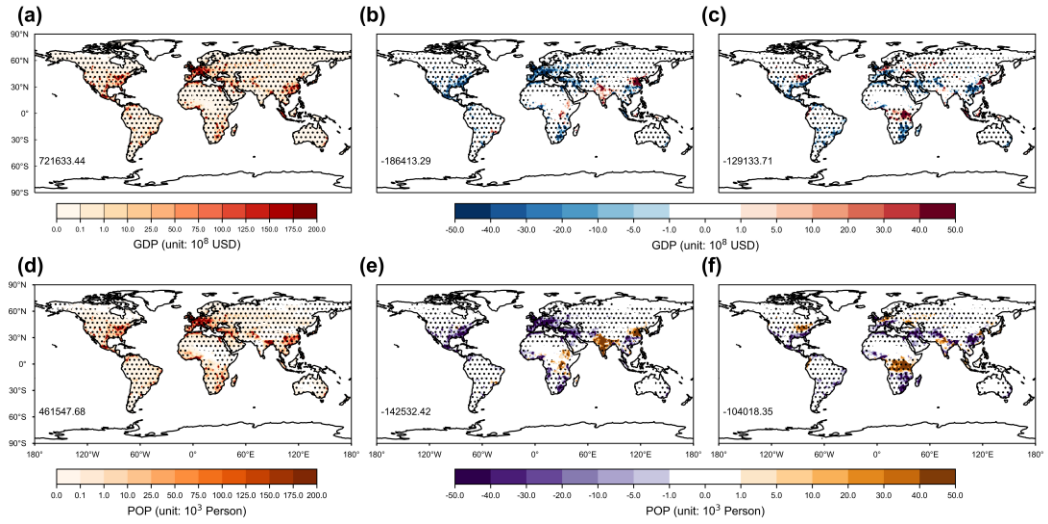 (a) (b) (c)
90°N
60°N
30°N
0°
30°S
60°S
90°S
721633.44 -186413.29 -129133.71
0.0 0.1 1.0 10.0 25.0 50.0 75.0 100.0 125.0 150.0 175.0 200.0
GDP (unit: 10⁸ USD)
-50.0 -40.0 -30.0 -20.0 -10.0 -5.0 -1.0 0.0 1.0 5.0 10.0 20.0 30.0 40.0 50.0
GDP (unit: 10⁸ USD)
(d) (e) (f)
90°N
60°N
30°N
0°
30°S
60°S
90°S
461547.68 -142532.42 -104018.35
180° 120°W 60°W 0° 60°E 120°E 180° 120°W 60°W 0° 60°E 120°E 180° 120°W 60°W 0° 60°E 120°E 180°
0.0 0.1 1.0 10.0 25.0 50.0 75.0 100.0 125.0 150.0 175.0 200.0
POP (unit: 10³ Person)
-50.0 -40.0 -30.0 -20.0 -10.0 -5.0 -1.0 0.0 1.0 5.0 10.0 20.0 30.0 40.0 50.0
POP (unit: 10³ Person)